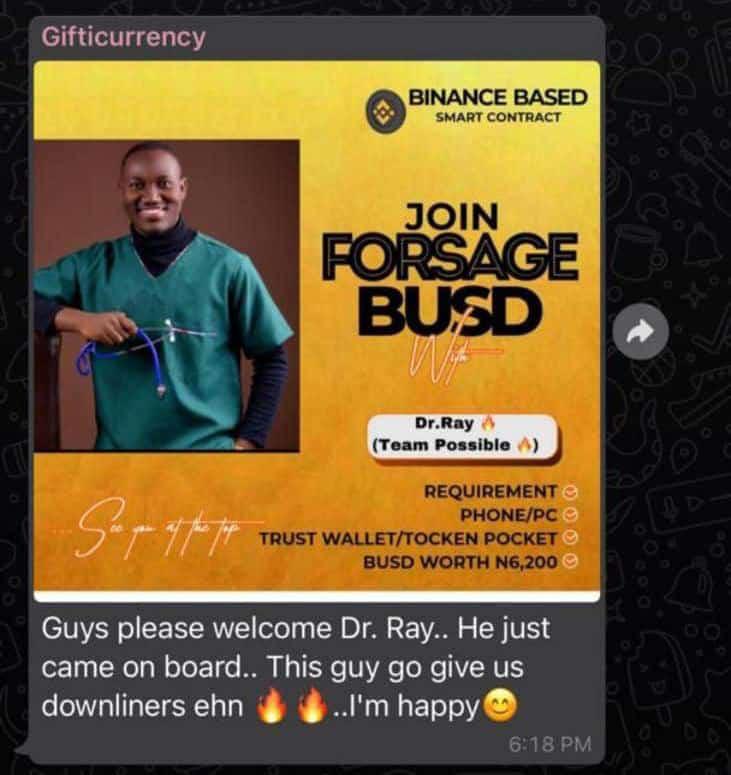 Gifticurrency
BINANCE BASED
SMART CONTRACT
JOIN
FORSAGE
BUSD
With
Dr.Ray 🔥
(Team Possible 🔥)
REQUIREMENT
PHONE/PC
TRUST WALLET/TOCKEN POCKET
BUSD WORTH N6,200
...See you at the top
Guys please welcome Dr. Ray.. He just
came on board.. This guy go give us
downliners ehn 🔥 🔥..I'm happy😊
6:18 PM